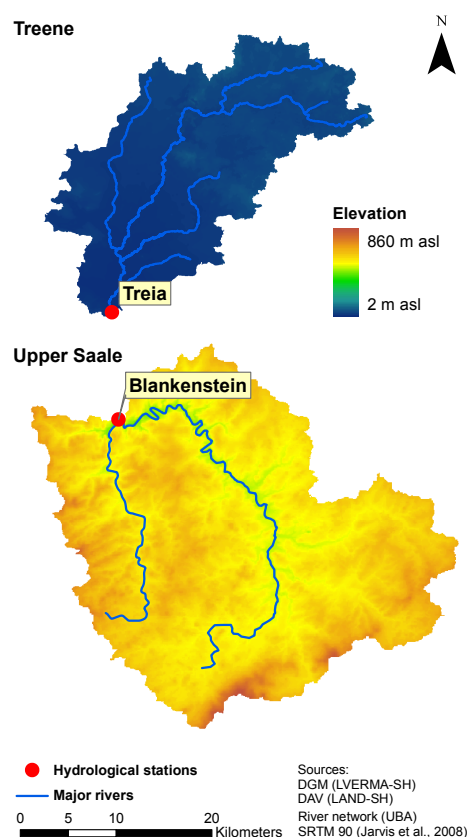 Treene
N
Elevation
860 m asl
2 m asl
Treia
Upper Saale
Blankenstein
Hydrological stations
Major rivers
0 5 10 20
Kilometers
Sources:
DGM (LVERMA-SH)
DAV (LAND-SH)
River network (UBA)
SRTM 90 (Jarvis et al., 2008)